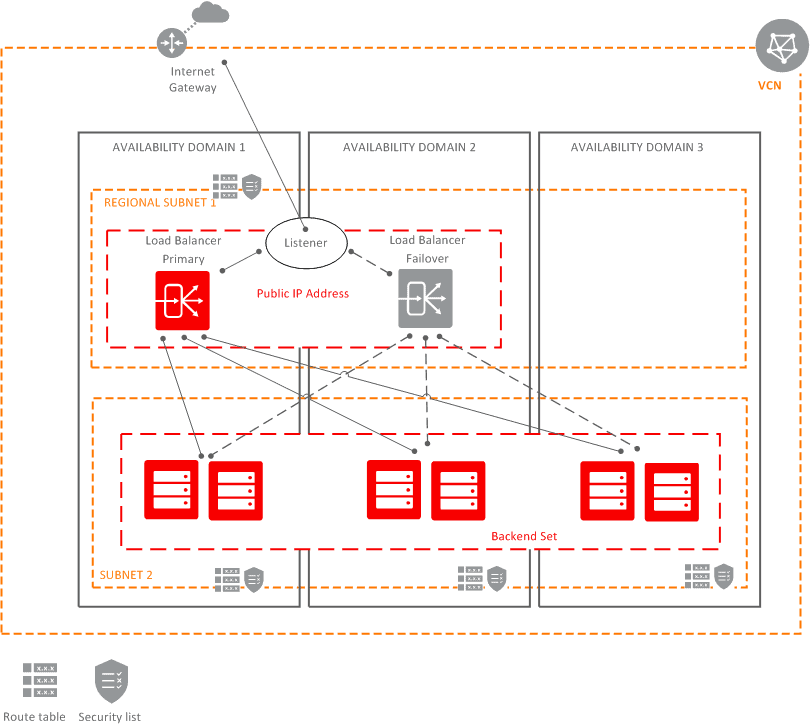 Internet
Gateway
VCN
AVAILABILITY DOMAIN 1
AVAILABILITY DOMAIN 2
AVAILABILITY DOMAIN 3
REGIONAL SUBNET 1
Load Balancer
Primary
Listener
Load Balancer
Failover
Public IP Address
Backend Set
SUBNET 2
Route table
Security list